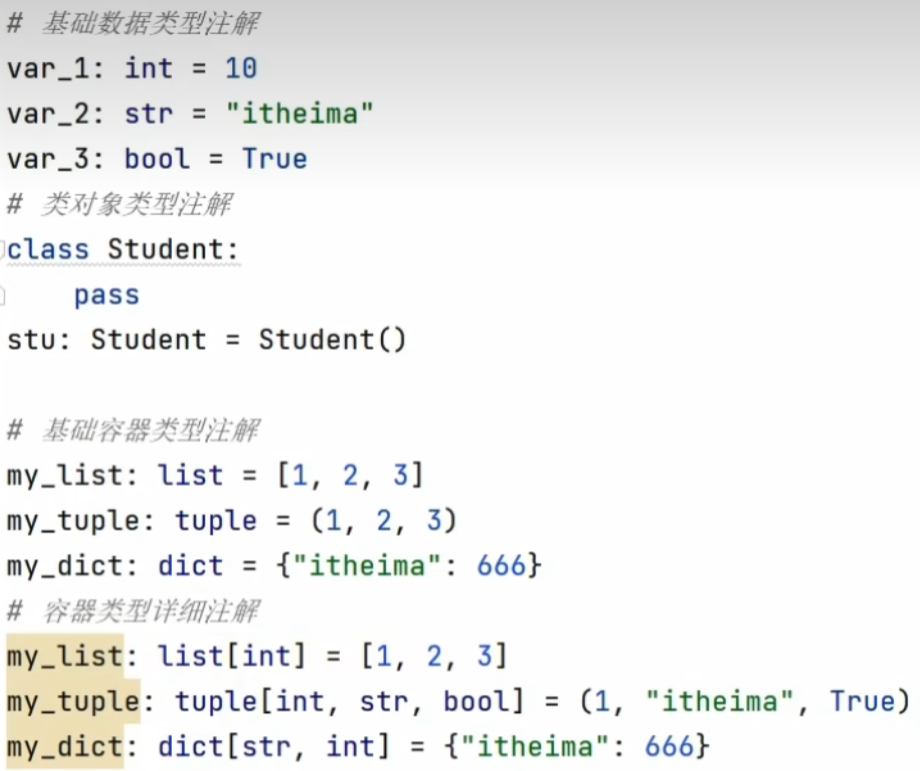 # 基础数据类型注解
var_1: int = 10
var_2: str = "itheima"
var_3: bool = True
# 类对象类型注解
class Student:
    pass
stu: Student = Student()

# 基础容器类型注解
my_list: list = [1, 2, 3]
my_tuple: tuple = (1, 2, 3)
my_dict: dict = {"itheima": 666}
# 容器类型详细注解
my_list: list[int] = [1, 2, 3]
my_tuple: tuple[int, str, bool] = (1, "itheima", True)
my_dict: dict[str, int] = {"itheima": 666}